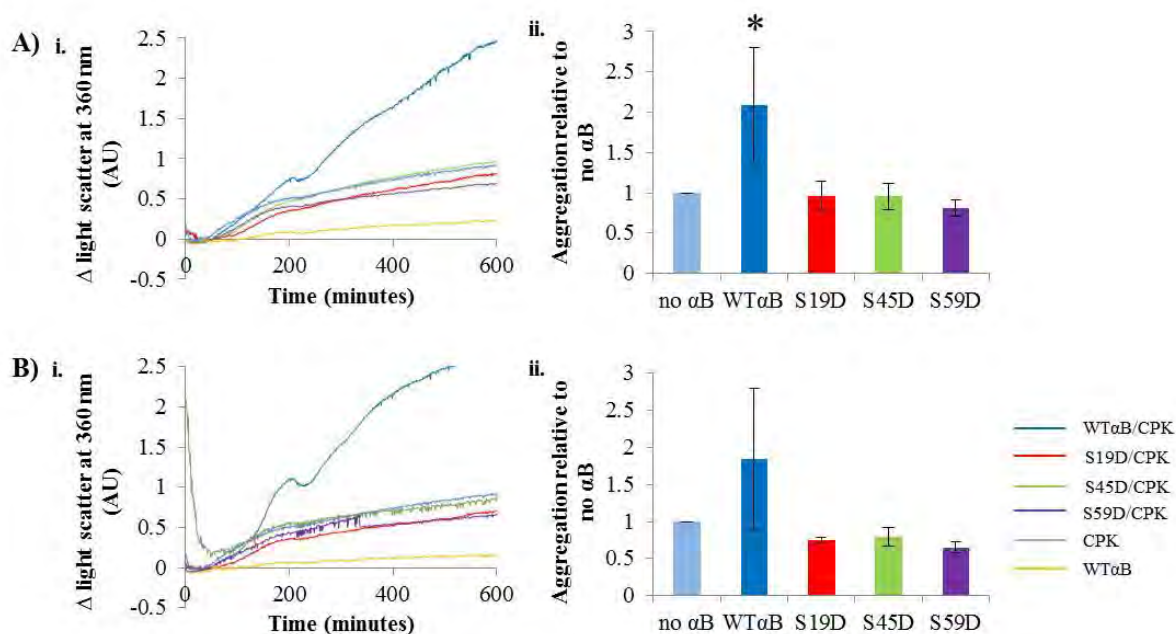 A) i.
Δ light scatter at 360 nm
(AU)
2.5
2
1.5
1
0.5
0
-0.5
0 200 400 600
Time (minutes)
ii.
Aggregation relative to
no αB
3
2.5
2
1.5
1
0.5
0
*
no αB WTαB S19D S45D S59D
B) i.
Δ light scatter at 360 nm
(AU)
2.5
2
1.5
1
0.5
0
-0.5
0 200 400 600
Time (minutes)
ii.
Aggregation relative to
no αB
3
2.5
2
1.5
1
0.5
0
no αB WTαB S19D S45D S59D
WTαB/CPK
S19D/CPK
S45D/CPK
S59D/CPK
CPK
WTαB